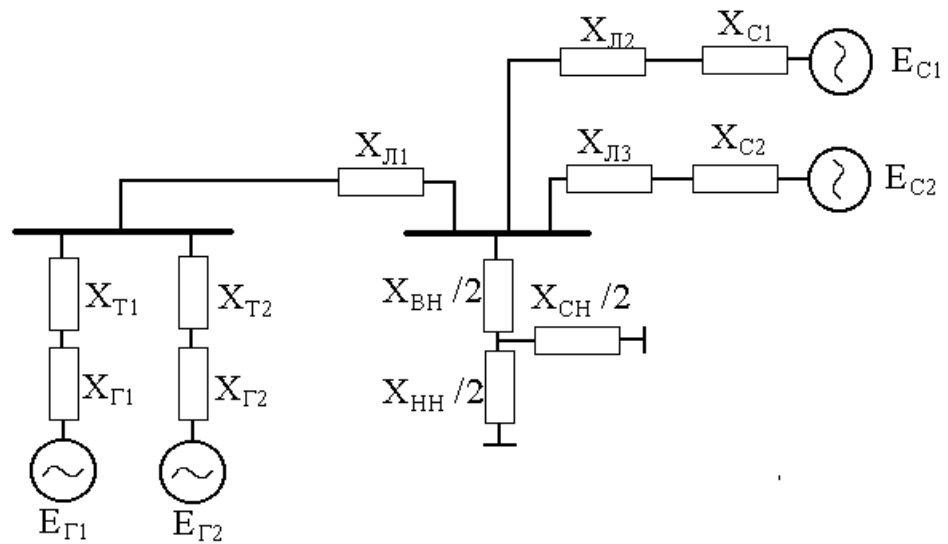 X_С1
X_Л2
E_С1
X_Л1
X_Л3
X_С2
E_С2
X_Т1
X_Т2
X_ВН /2
X_СН /2
X_Г1
X_Г2
X_НН /2
E_Г1
E_Г2